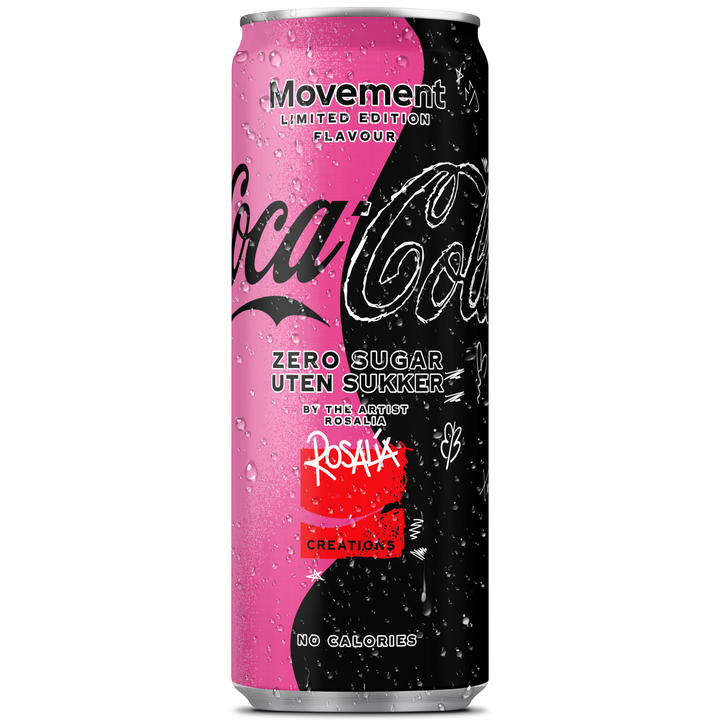 Movement
LIMITED EDITION
FLAVOUR
Coca-Cola
ZERO SUGAR
UTEN SUKKER
BY THE ARTIST
ROSALIA
ROSALÍA
CREATIONS
NO CALORIES